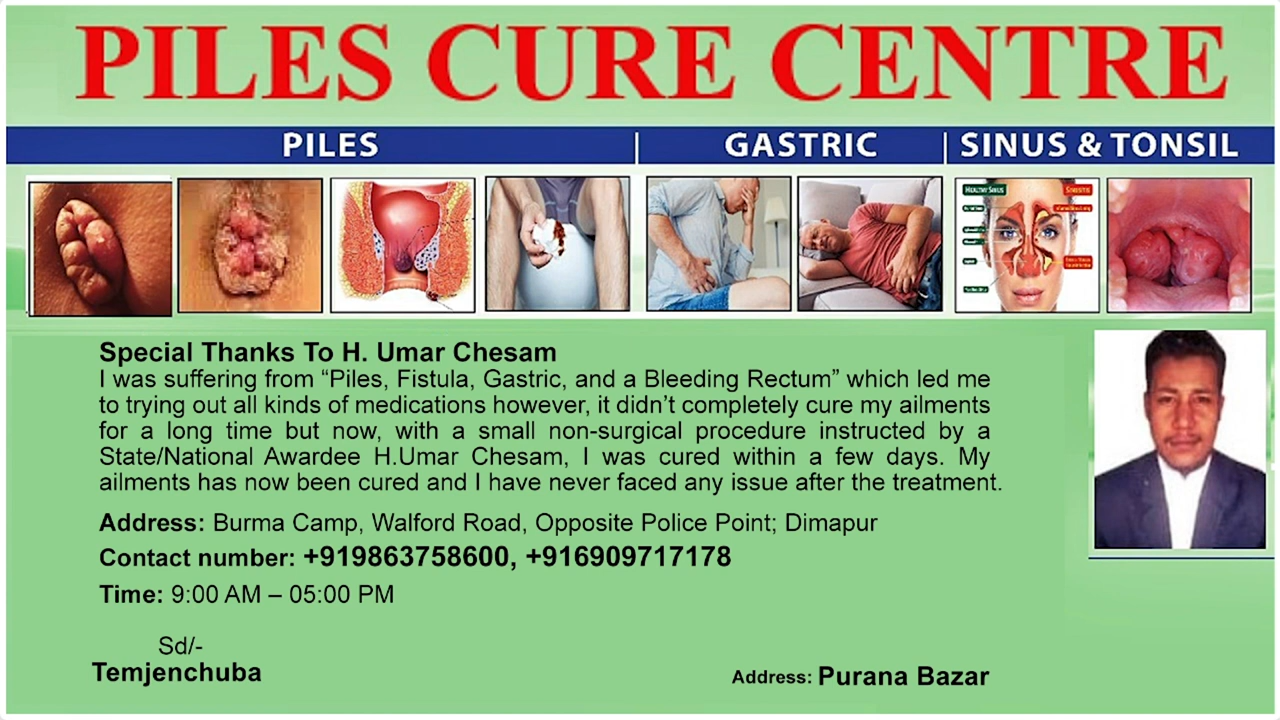 PILES CURE CENTRE
PILES | GASTRIC | SINUS & TONSIL
HEALTHY SINUS
SINUSITIS
Special Thanks To H. Umar Chesam
I was suffering from “Piles, Fistula, Gastric, and a Bleeding Rectum” which led me
to trying out all kinds of medications however, it didn’t completely cure my ailments
for a long time but now, with a small non-surgical procedure instructed by a
State/National Awardee H.Umar Chesam, I was cured within a few days. My
ailments has now been cured and I have never faced any issue after the treatment.
Address: Burma Camp, Walford Road, Opposite Police Point; Dimapur
Contact number: +919863758600, +916909717178
Time: 9:00 AM – 05:00 PM
Sd/-
Temjenchuba
Address: Purana Bazar